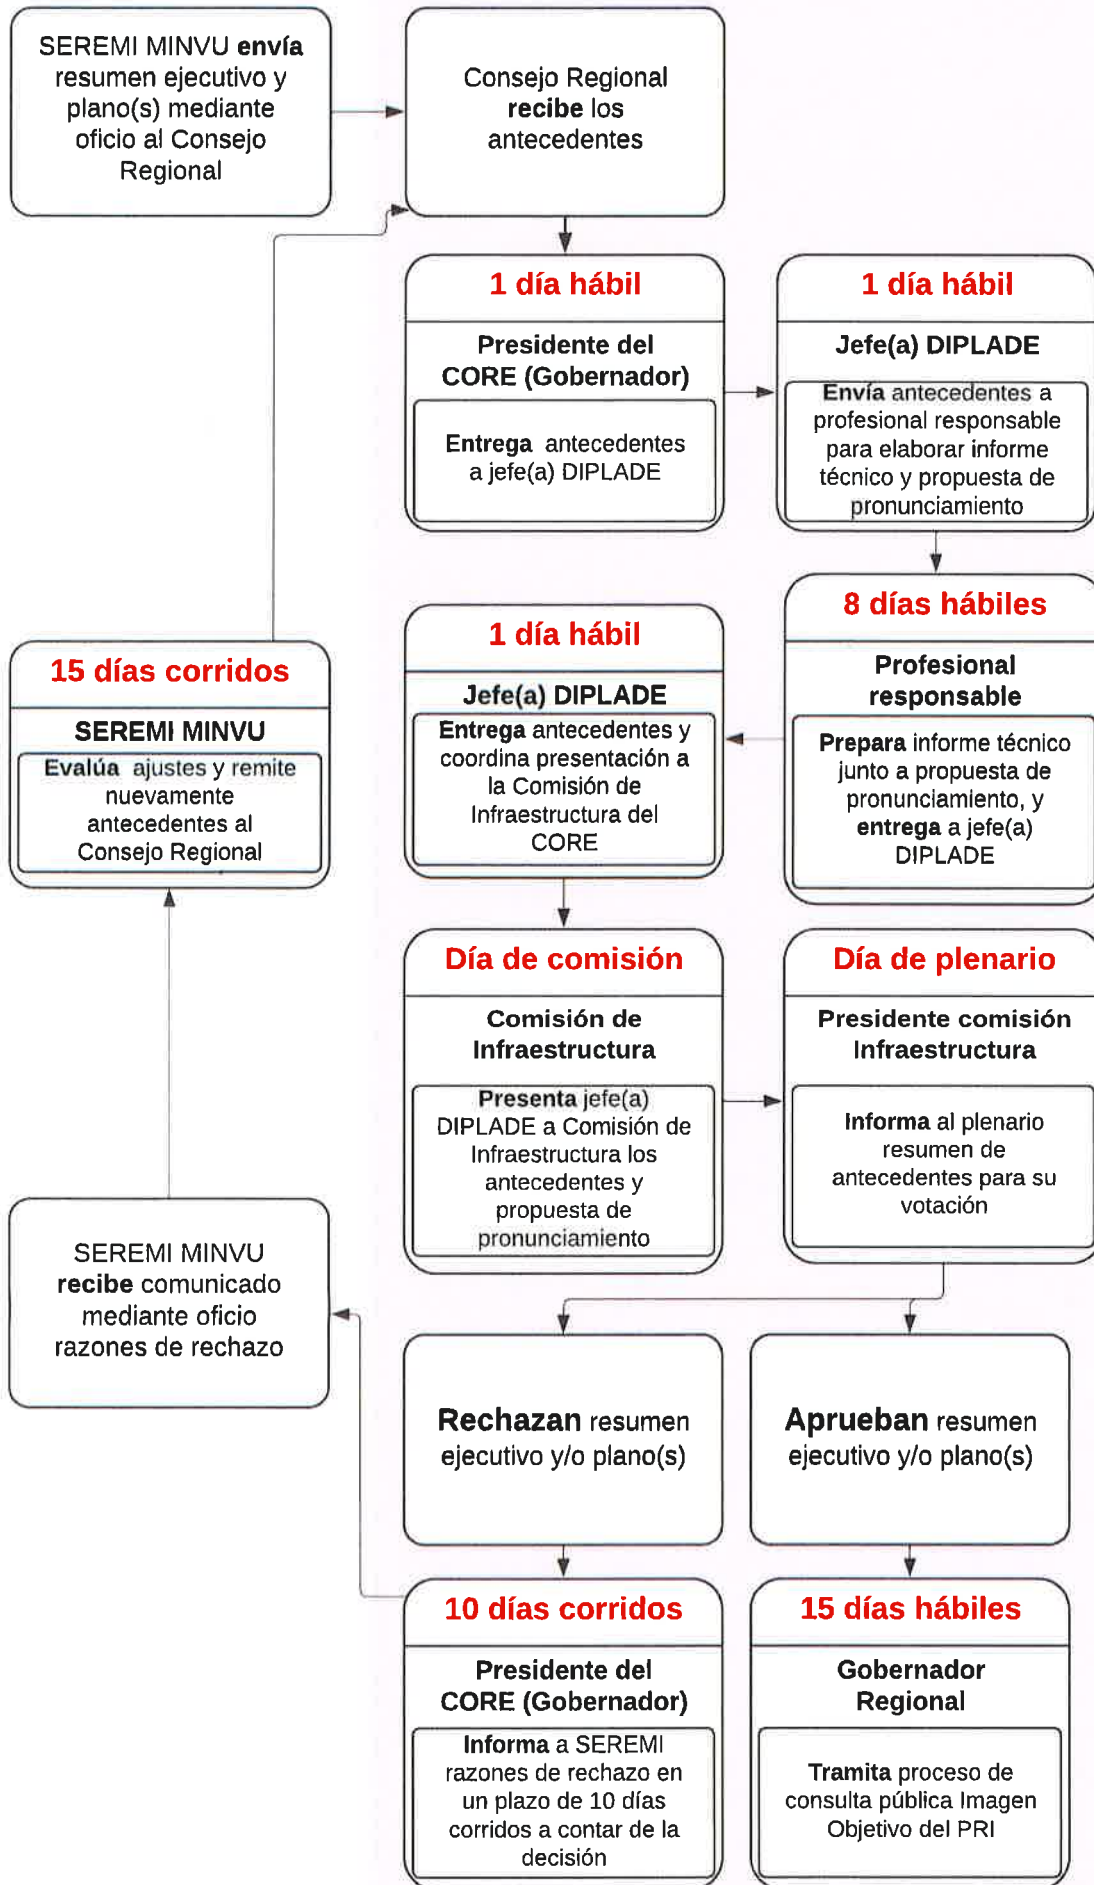 SEREMI MINVU envía
resumen ejecutivo y
plano(s) mediante
oficio al Consejo
Regional
Consejo Regional
recibe los
antecedentes
1 día hábil
Presidente del
CORE (Gobernador)
Entrega antecedentes
a jefe(a) DIPLADE
1 día hábil
Jefe(a) DIPLADE
Envía antecedentes a
profesional responsable
para elaborar informe
técnico y propuesta de
pronunciamiento
8 días hábiles
Profesional
responsable
Prepara informe técnico
junto a propuesta de
pronunciamiento, y
entrega a jefe(a)
DIPLADE
1 día hábil
Jefe(a) DIPLADE
Entrega antecedentes y
coordina presentación a
la Comisión de
Infraestructura del
CORE
15 días corridos
SEREMI MINVU
Evalúa ajustes y remite
nuevamente
antecedentes al
Consejo Regional
Día de comisión
Comisión de
Infraestructura
Presenta jefe(a)
DIPLADE a Comisión de
Infraestructura los
antecedentes y
propuesta de
pronunciamiento
Día de plenario
Presidente comisión
Infraestructura
Informa al plenario
resumen de
antecedentes para su
votación
SEREMI MINVU
recibe comunicado
mediante oficio
razones de rechazo
Rechazan resumen
ejecutivo y/o plano(s)
Aprueban resumen
ejecutivo y/o plano(s)
10 días corridos
Presidente del
CORE (Gobernador)
Informa a SEREMI
razones de rechazo en
un plazo de 10 días
corridos a contar de la
decisión
15 días hábiles
Gobernador
Regional
Tramita proceso de
consulta pública Imagen
Objetivo del PRI